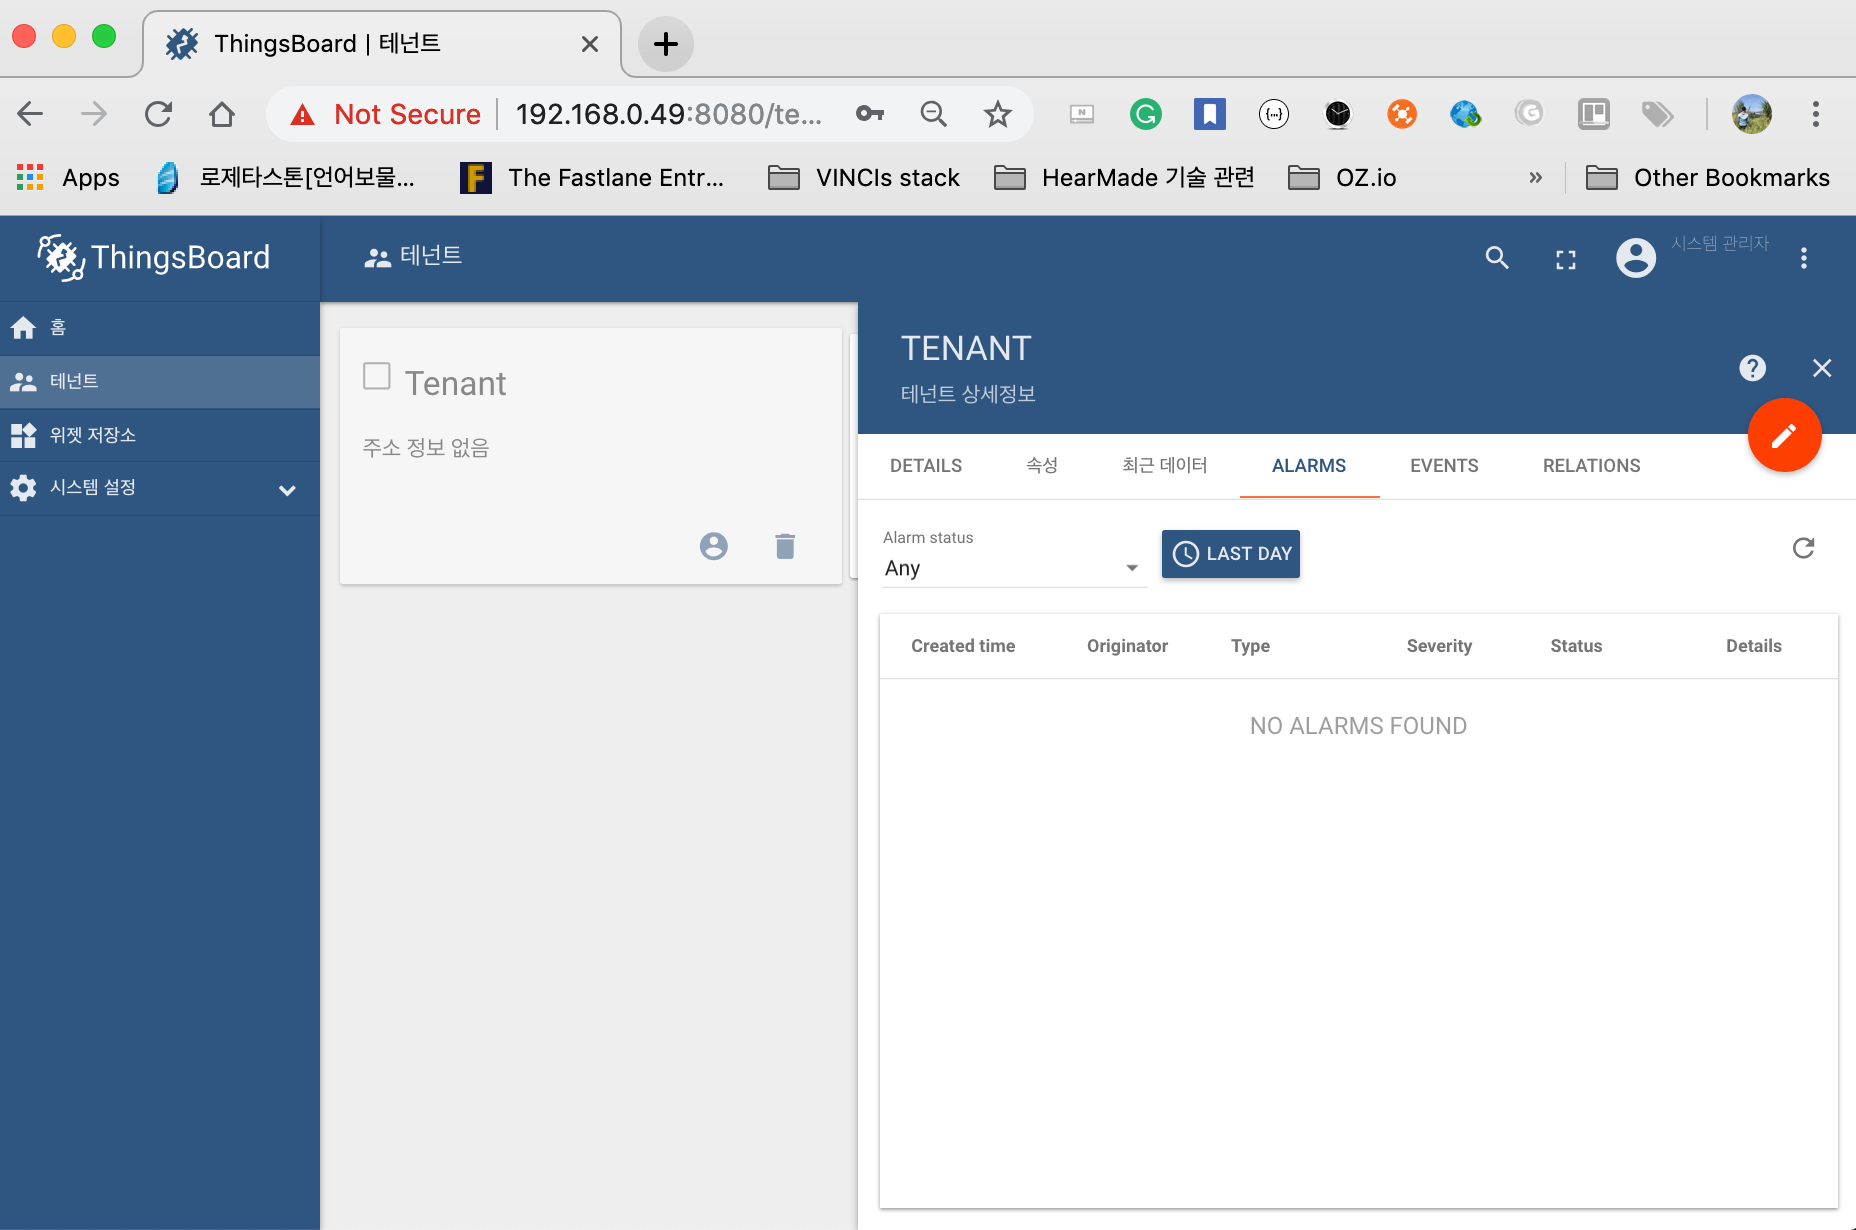 ThingsBoard | 테넌트
Not Secure
192.168.0.49:8080/te...
Apps
로제타스톤[언어보물...
The Fastlane Entr...
VINCIs stack
HearMade 기술 관련
OZ.io
»
Other Bookmarks
ThingsBoard
테넌트
시스템 관리자
홈
테넌트
위젯 저장소
시스템 설정
Tenant
주소 정보 없음
TENANT
테넌트 상세정보
DETAILS
속성
최근 데이터
ALARMS
EVENTS
RELATIONS
Alarm status
Any
LAST DAY
Created time
Originator
Type
Severity
Status
Details
NO ALARMS FOUND